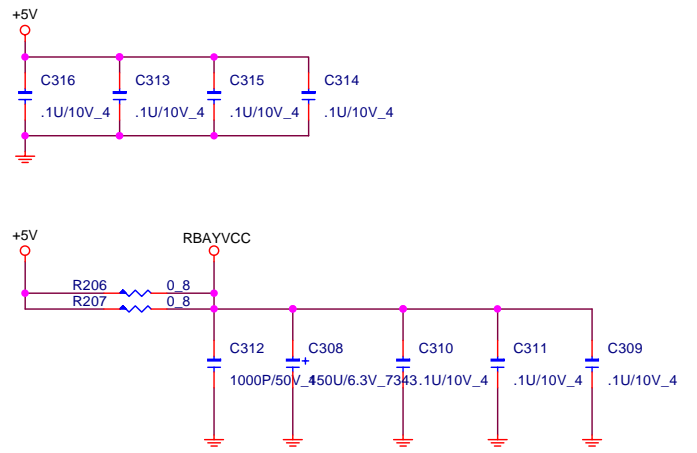 +5V
C316
C313
C315
C314
.1U/10V_4
.1U/10V_4
.1U/10V_4
.1U/10V_4
+5V
RBAYVCC
R206
0_8
R207
0_8
C312
C308
C310
C311
C309
+
1000P/50V_4
150U/6.3V_7343
.1U/10V_4
.1U/10V_4
.1U/10V_4